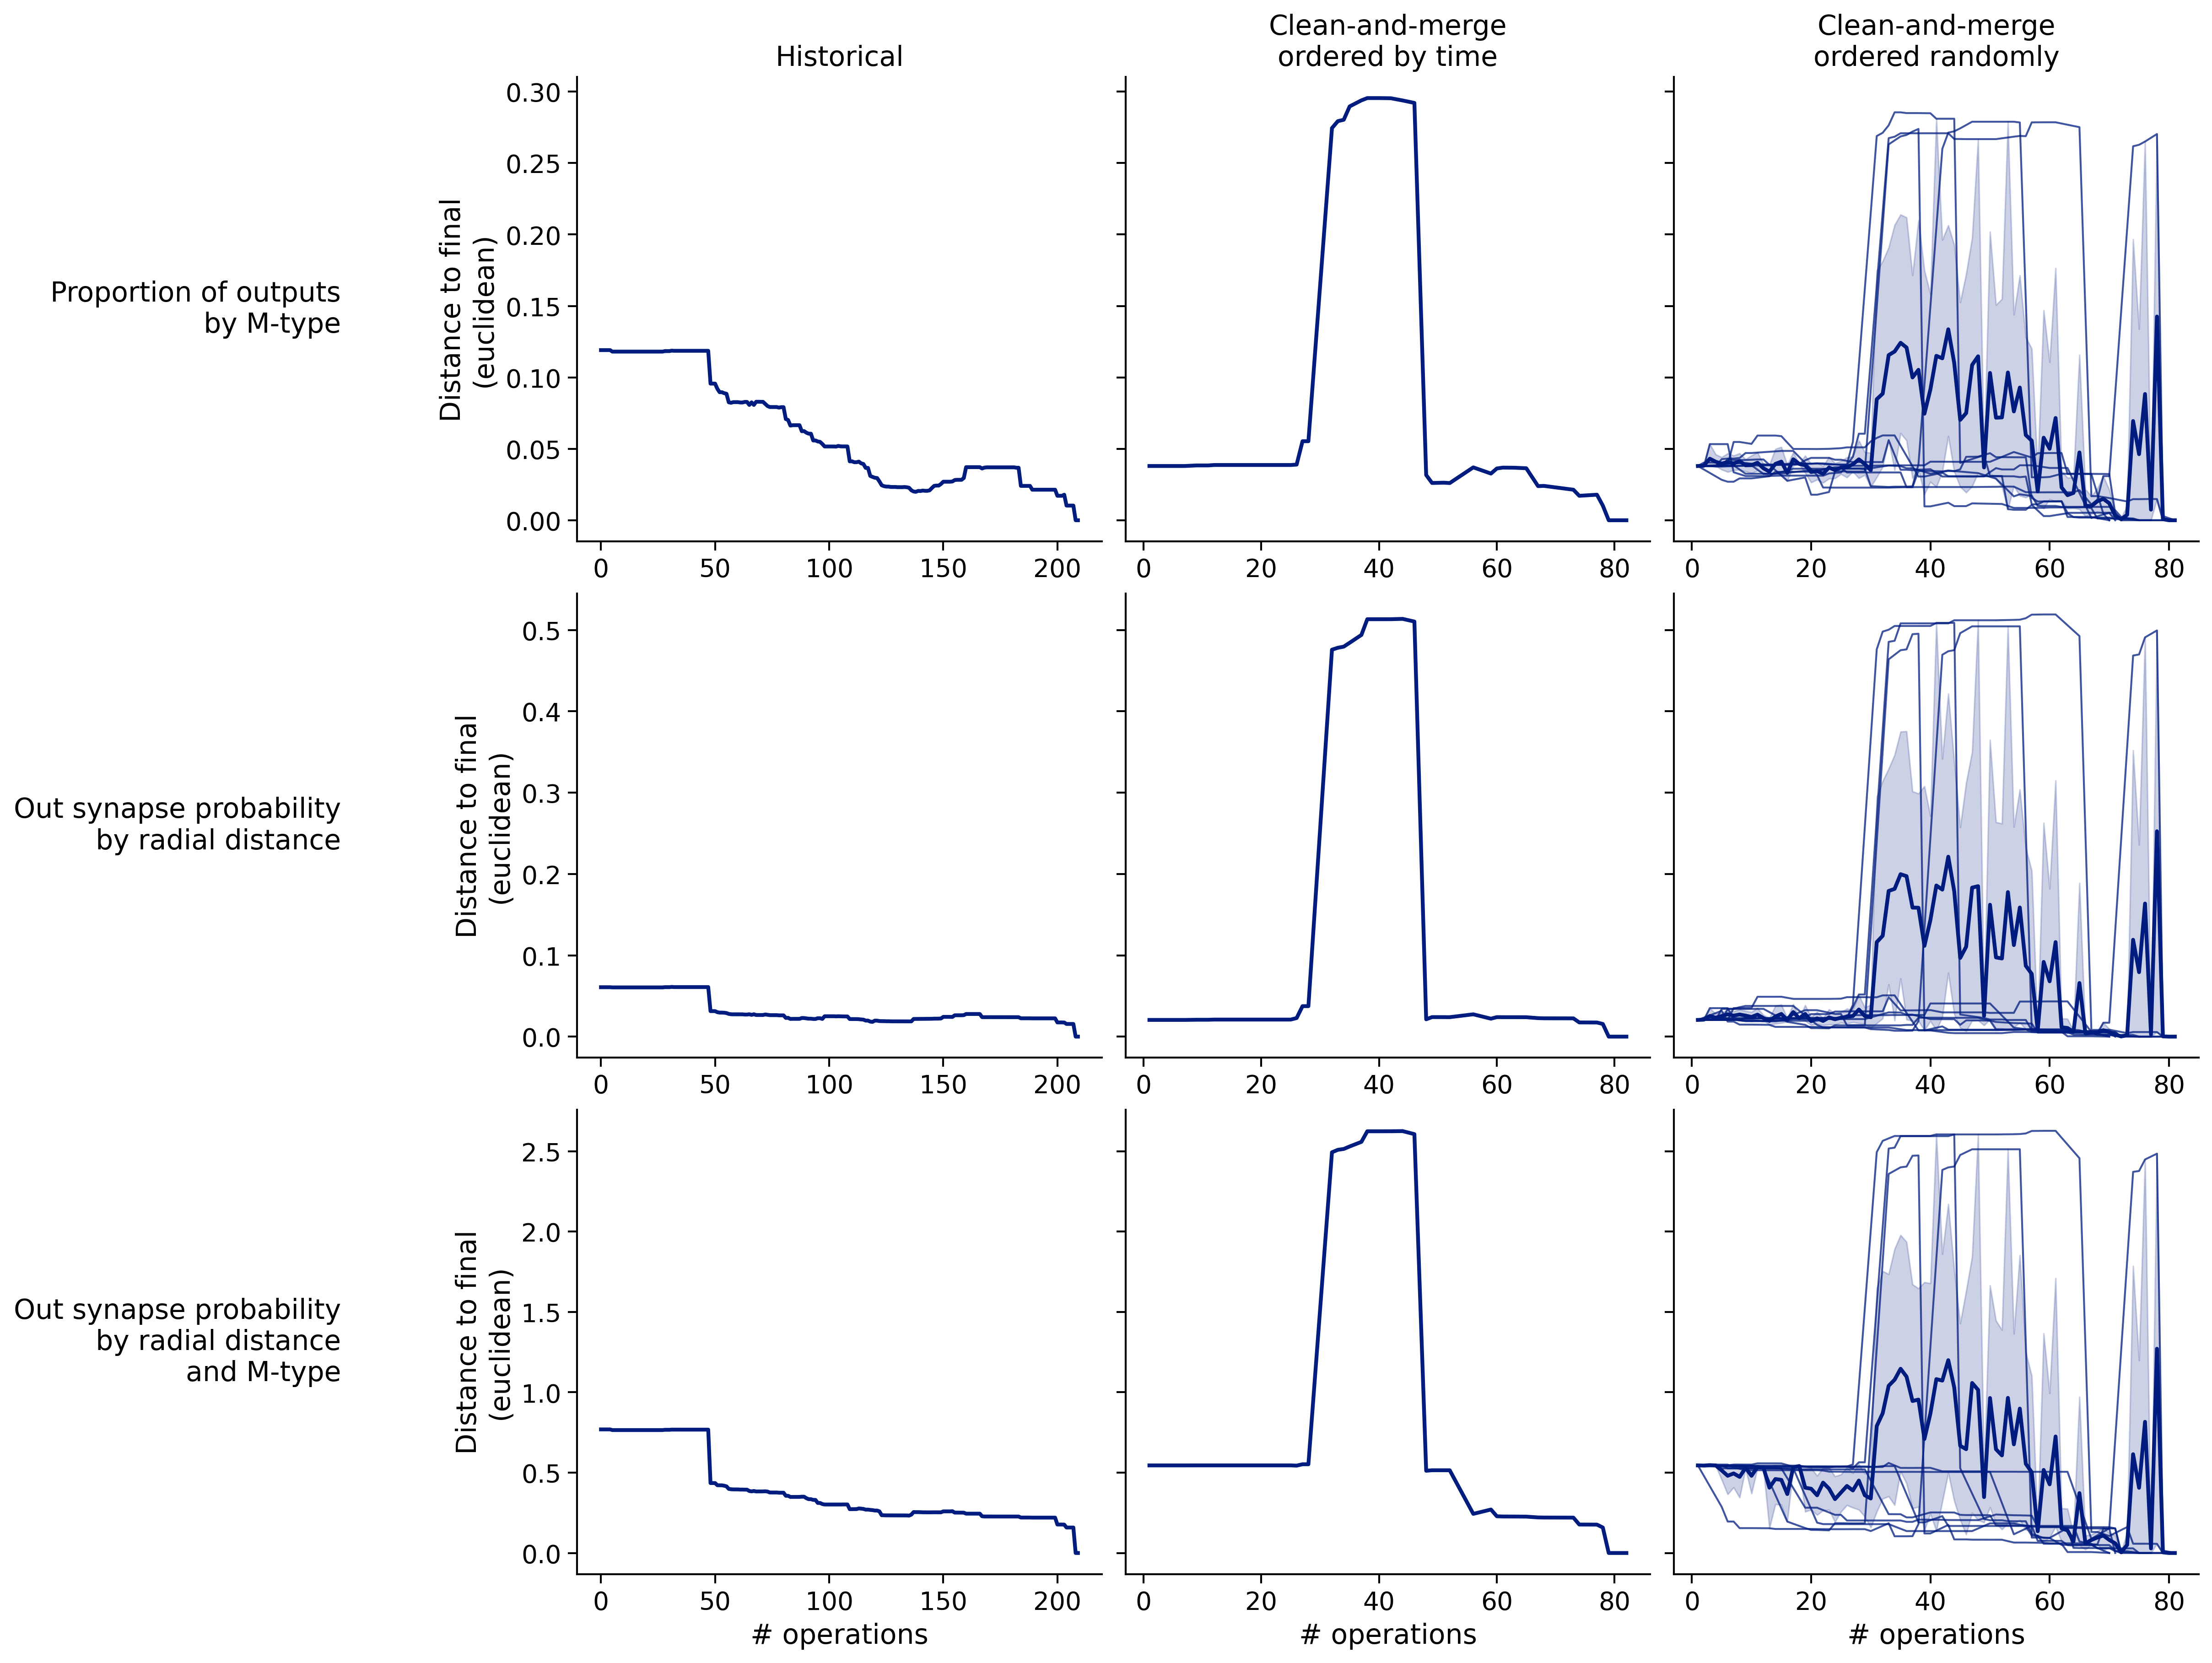 Historical
Clean-and-merge
ordered by time
Clean-and-merge
ordered randomly
Proportion of outputs
by M-type
Distance to final
(euclidean)
0.30
0.25
0.20
0.15
0.10
0.05
0.00
0 50 100 150 200
0 20 40 60 80
0 20 40 60 80
Out synapse probability
by radial distance
Distance to final
(euclidean)
0.5
0.4
0.3
0.2
0.1
0.0
0 50 100 150 200
0 20 40 60 80
0 20 40 60 80
Out synapse probability
by radial distance
and M-type
Distance to final
(euclidean)
2.5
2.0
1.5
1.0
0.5
0.0
0 50 100 150 200
# operations
0 20 40 60 80
# operations
0 20 40 60 80
# operations